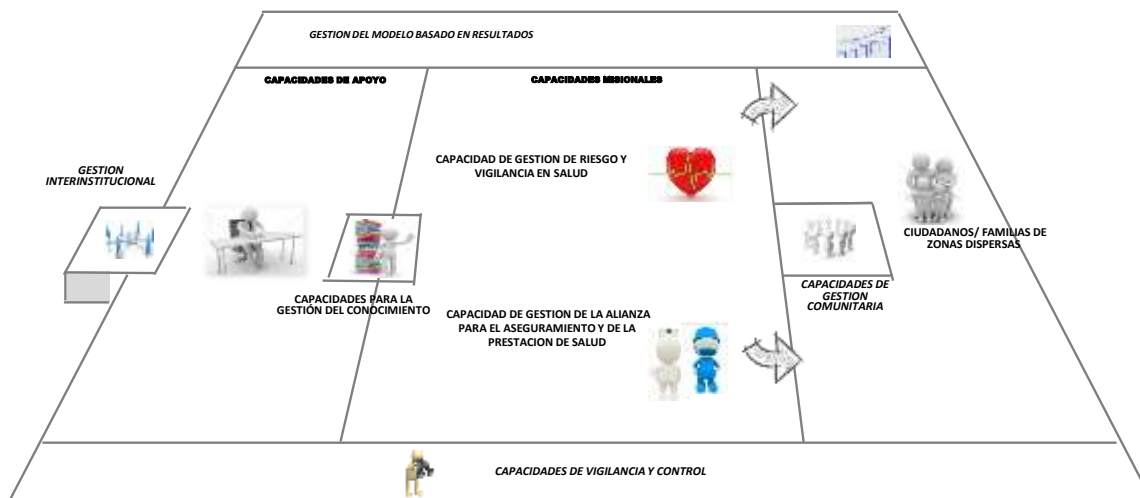 GESTION DEL MODELO BASADO EN RESULTADOS
CAPACIDADES DE APOYO
CAPACIDADES MISIONALES
GESTION
INTERINSTITUCIONAL
CAPACIDAD DE GESTION DE RIESGO Y
VIGILANCIA EN SALUD
CIUDADANOS/ FAMILIAS DE
ZONAS DISPERSAS
CAPACIDADES DE
GESTION
COMUNITARIA
CAPACIDADES PARA LA
GESTIÓN DEL CONOCIMIENTO
CAPACIDAD DE GESTION DE LA ALIANZA
PARA EL ASEGURAMIENTO Y DE LA
PRESTACION DE SALUD
CAPACIDADES DE VIGILANCIA Y CONTROL